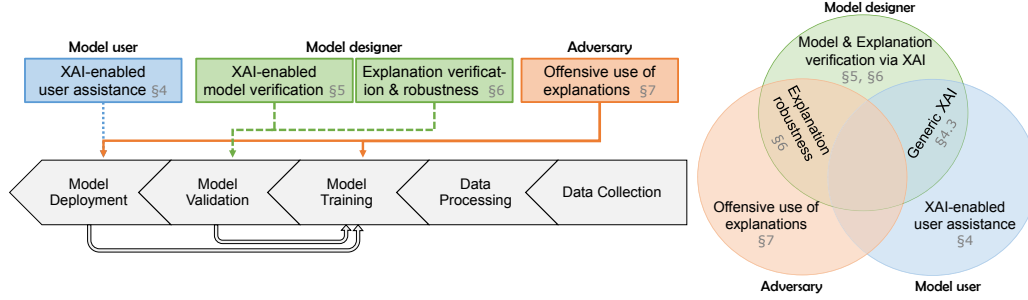 Model user
Model designer
Adversary
XAI-enabled
user assistance §4
XAI-enabled
model verification §5
Explanation verificat-
ion & robustness §6
Offensive use of
explanations §7
Model
Deployment
Model
Validation
Model
Training
Data
Processing
Data Collection
Model designer
Model & Explanation
verification via XAI
§5, §6
Explanation
robustness
§6
Generic XAI
§4.3
Offensive use of
explanations
§7
XAI-enabled
user assistance
§4
Adversary
Model user